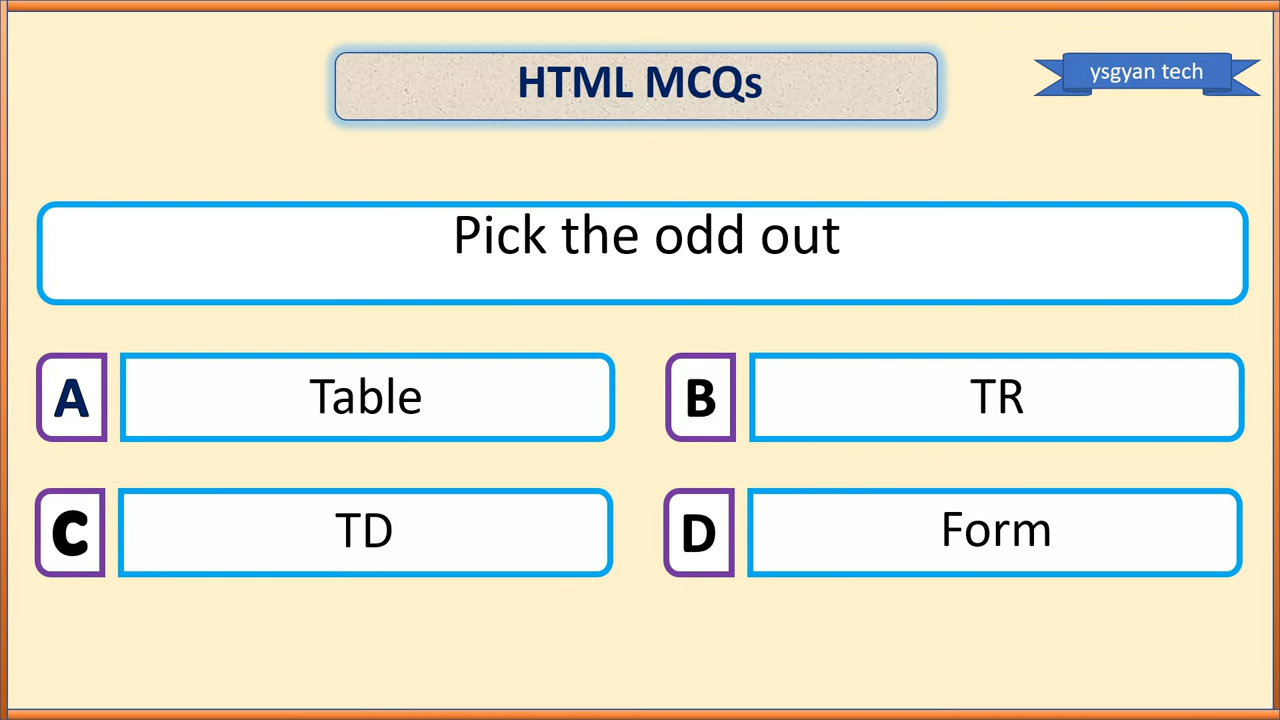 HTML MCQs
ysgyan tech
Pick the odd out
A
Table
B
TR
C
TD
D
Form